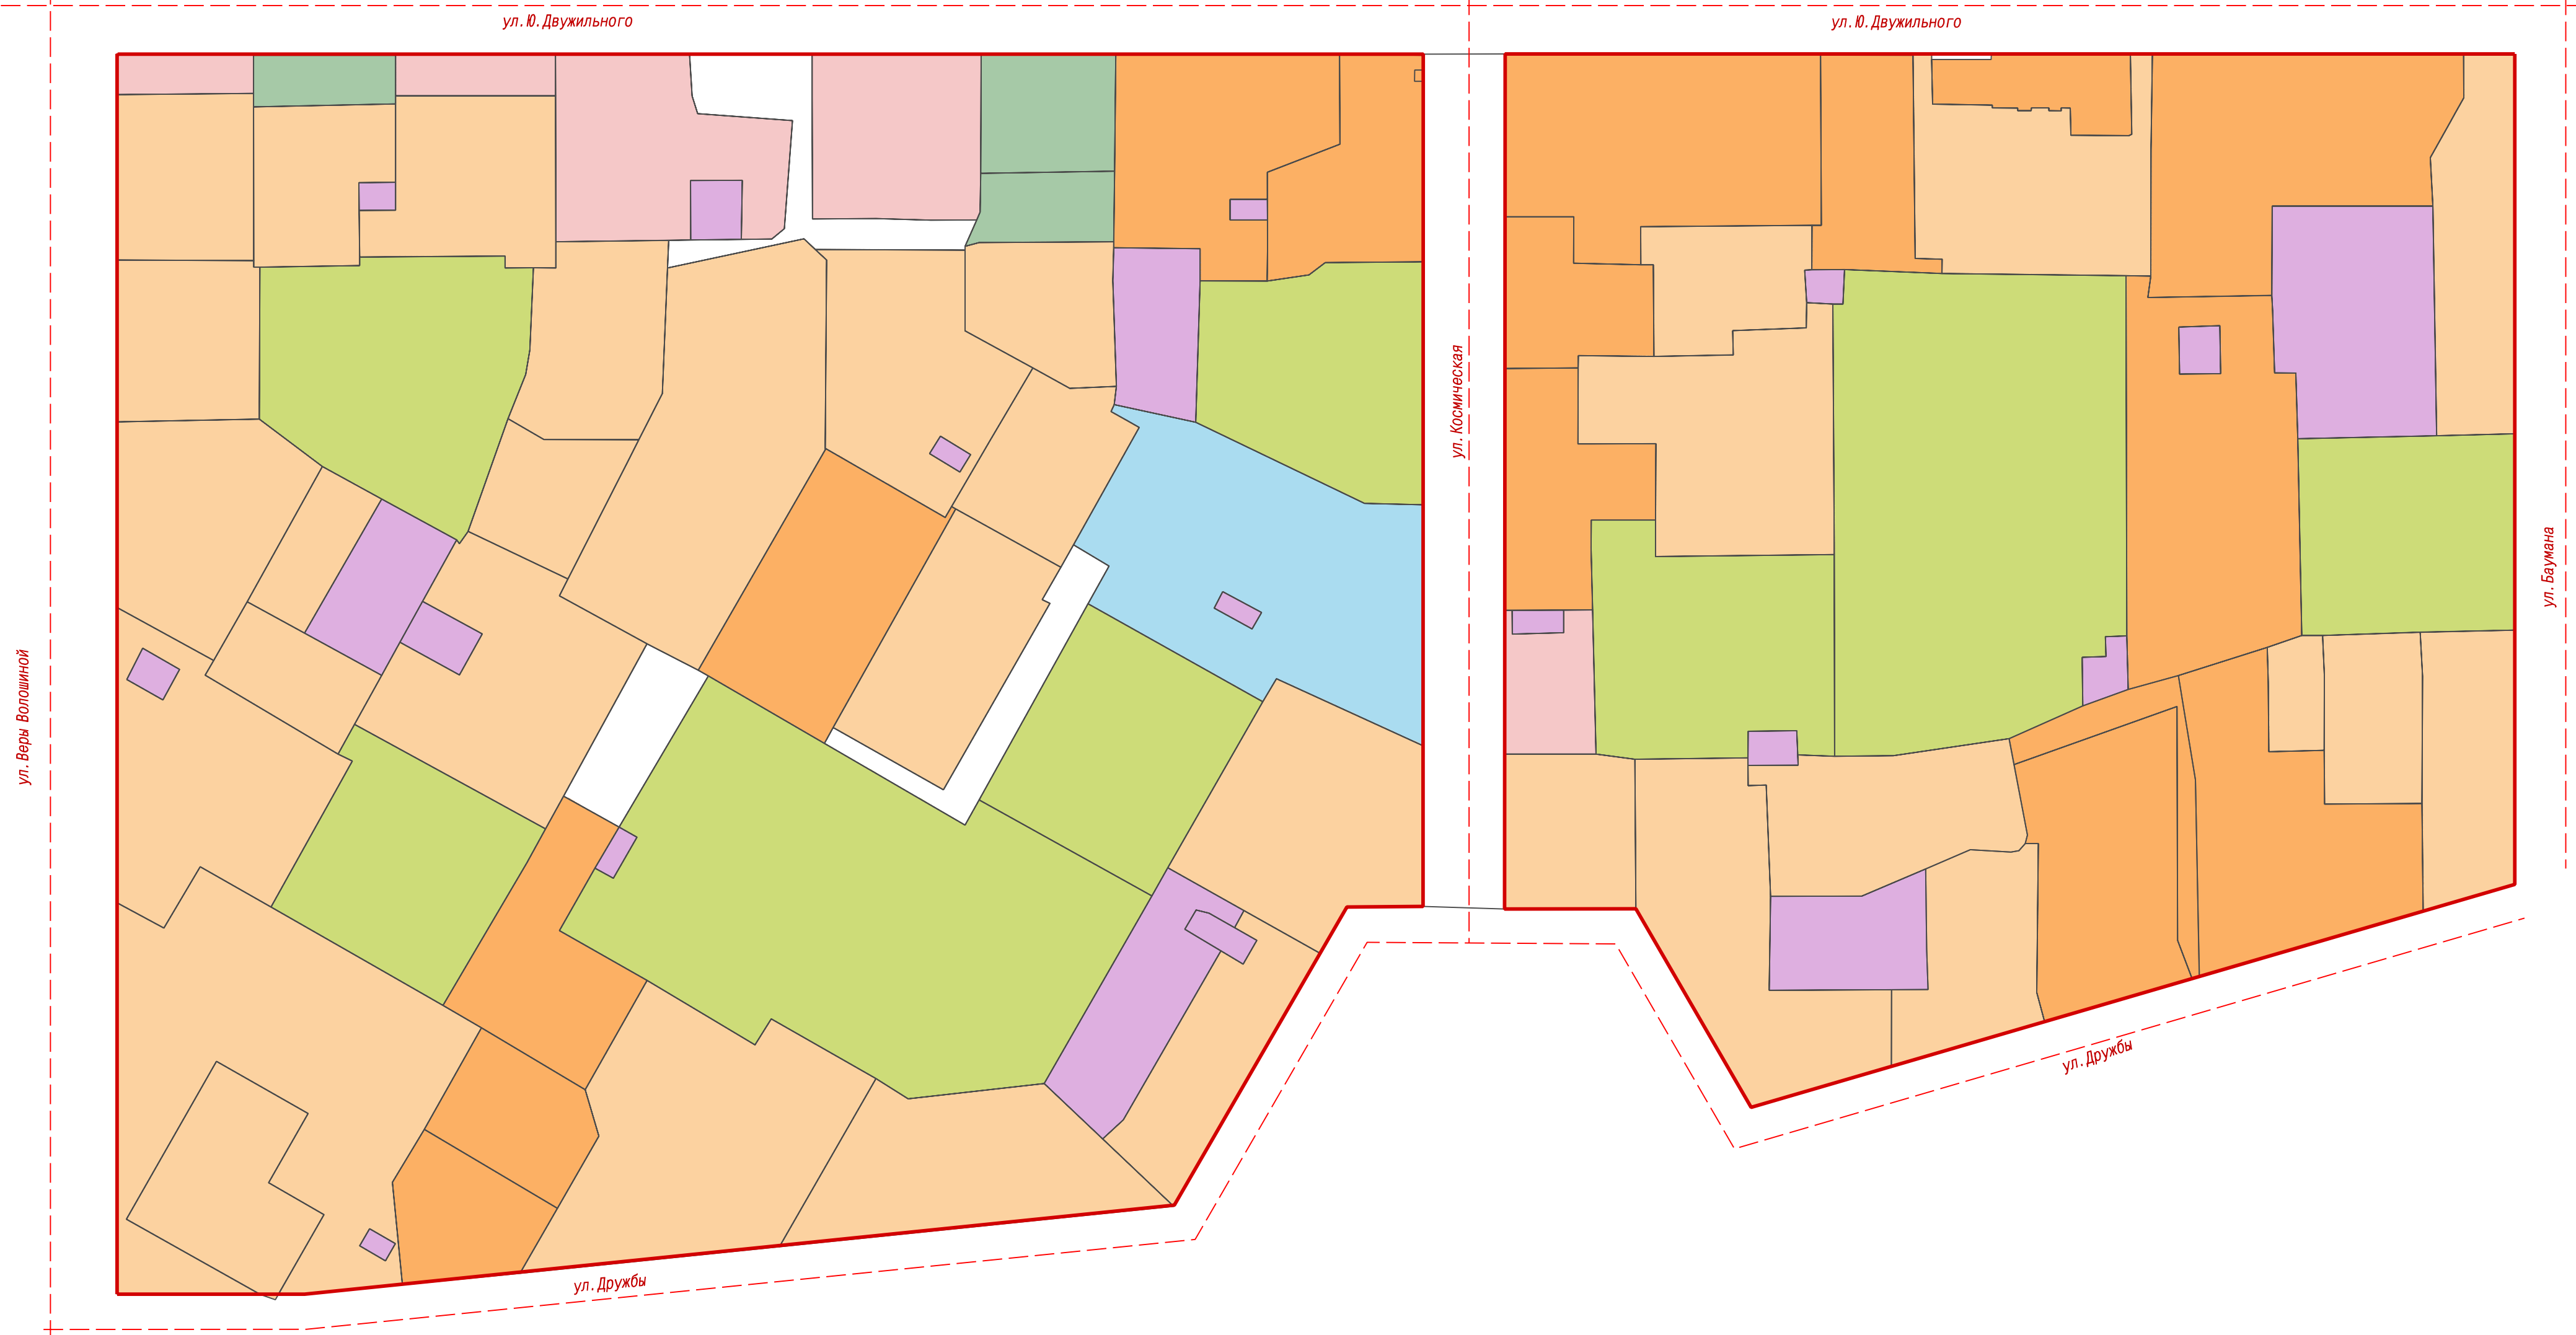 ул.Ю.Двужильного
ул.Ю.Двужильного
ул.Космическая
ул.Баумана
ул.Веры Волошиной
ул.Дружбы
ул.Дружбы